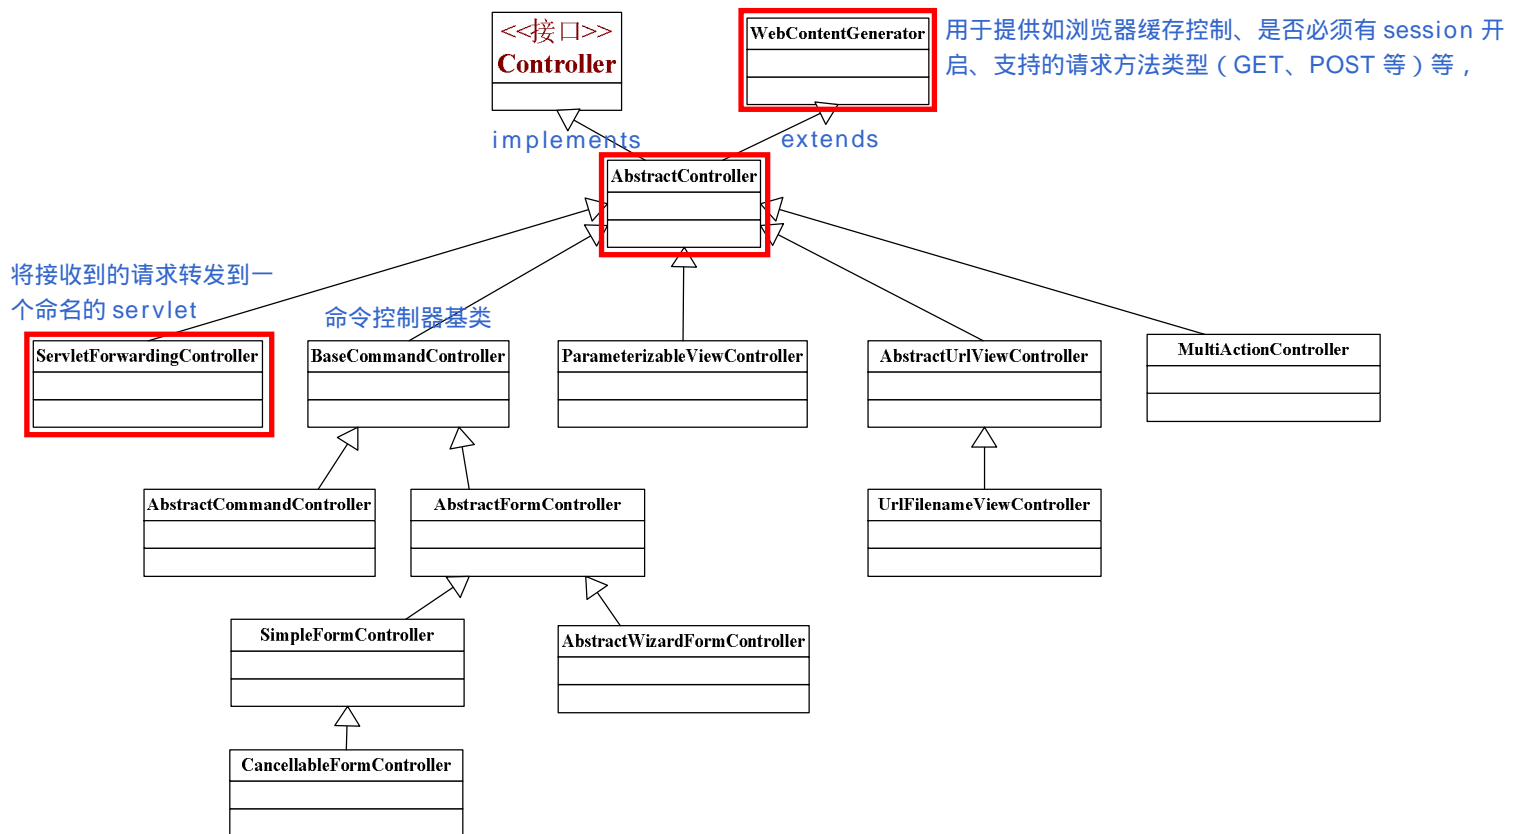 <<接口>>
Controller
WebContentGenerator
用于提供如浏览器缓存控制、是否必须有 session 开
启、支持的请求方法类型（GET、POST 等）等，
implements
extends
AbstractController
将接收到的请求转发到一
个命名的 servlet
命令控制器基类
ServletForwardingController
BaseCommandController
ParameterizableViewController
AbstractUrlViewController
MultiActionController
AbstractCommandController
AbstractFormController
UrlFilenameViewController
SimpleFormController
AbstractWizardFormController
CancellableFormController